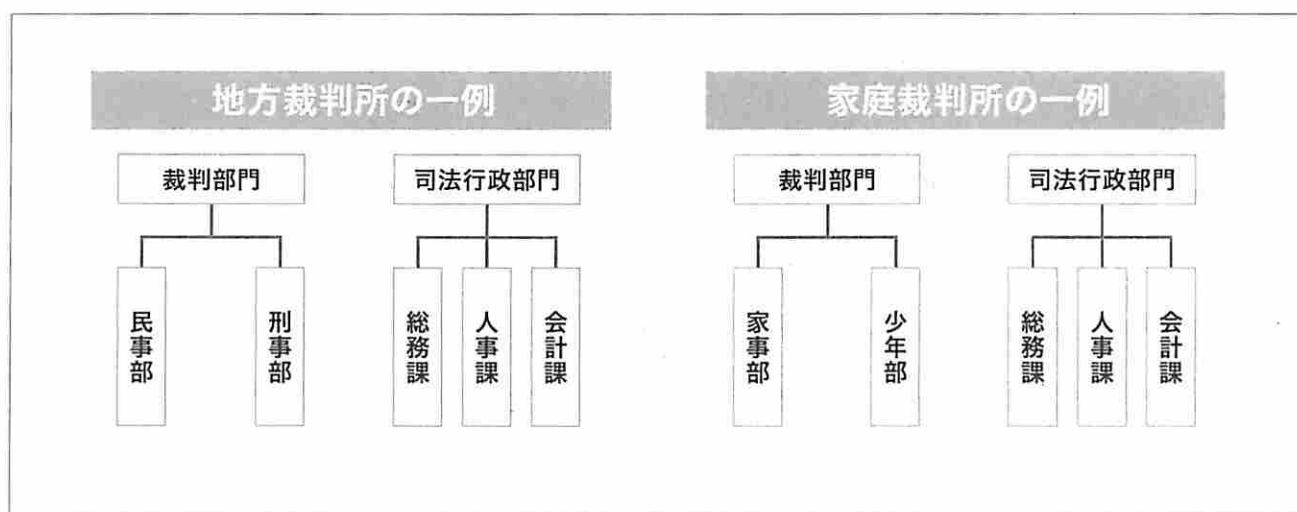 地方裁判所の一例
裁判部門
司法行政部門
民事部
刑事部
総務課
人事課
会計課
家庭裁判所の一例
裁判部門
司法行政部門
家事部
少年部
総務課
人事課
会計課